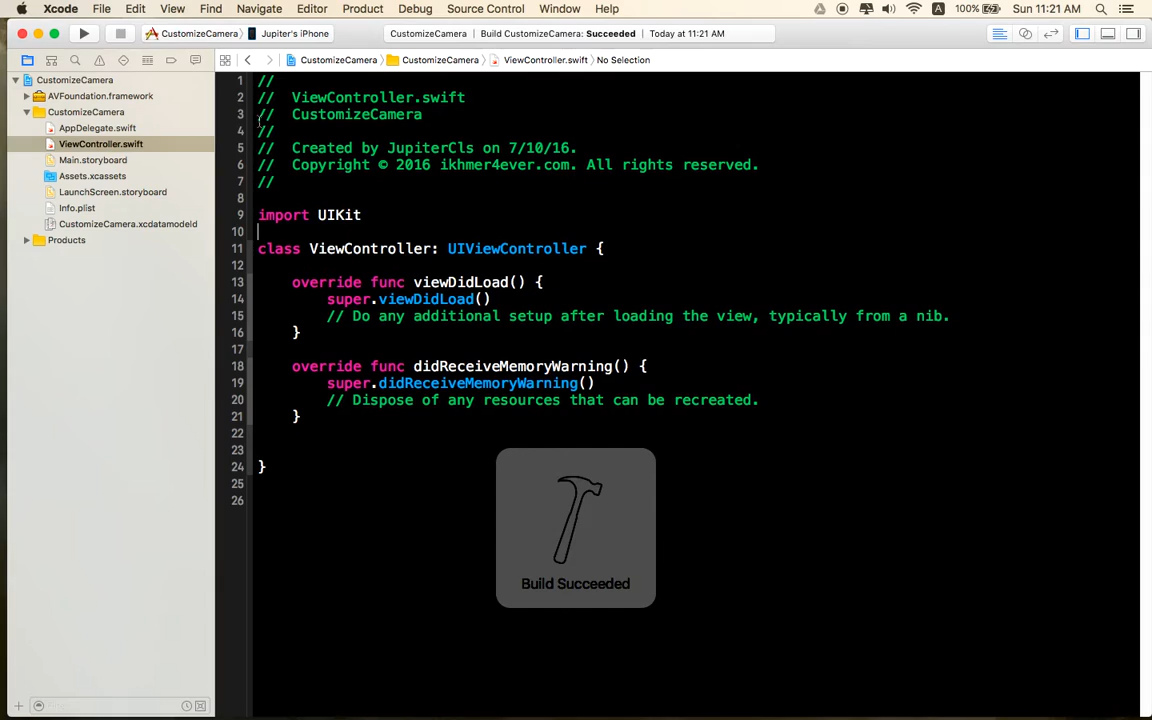 Xcode File Edit View Find Navigate Editor Product Debug Source Control Window Help A 100% Sun 11:21 AM
CustomizeCamera Jupiter's iPhone CustomizeCamera Build CustomizeCamera: Succeeded Today at 11:21 AM
CustomizeCamera CustomizeCamera ViewController.swift No Selection
CustomizeCamera
AVFoundation.framework
CustomizeCamera
AppDelegate.swift
ViewController.swift
Main.storyboard
Assets.xcassets
LaunchScreen.storyboard
Info.plist
CustomizeCamera.xcdatamodeld
Products
1 //
2 // ViewController.swift
3 // CustomizeCamera
4 //
5 // Created by JupiterCls on 7/10/16.
6 // Copyright © 2016 ikhmer4ever.com. All rights reserved.
7 //
8
9 import UIKit
10
11 class ViewController: UIViewController {
12
13 override func viewDidLoad() {
14 super.viewDidLoad()
15 // Do any additional setup after loading the view, typically from a nib.
16 }
17
18 override func didReceiveMemoryWarning() {
19 super.didReceiveMemoryWarning()
20 // Dispose of any resources that can be recreated.
21 }
22
23
24 }
25
26
Build Succeeded